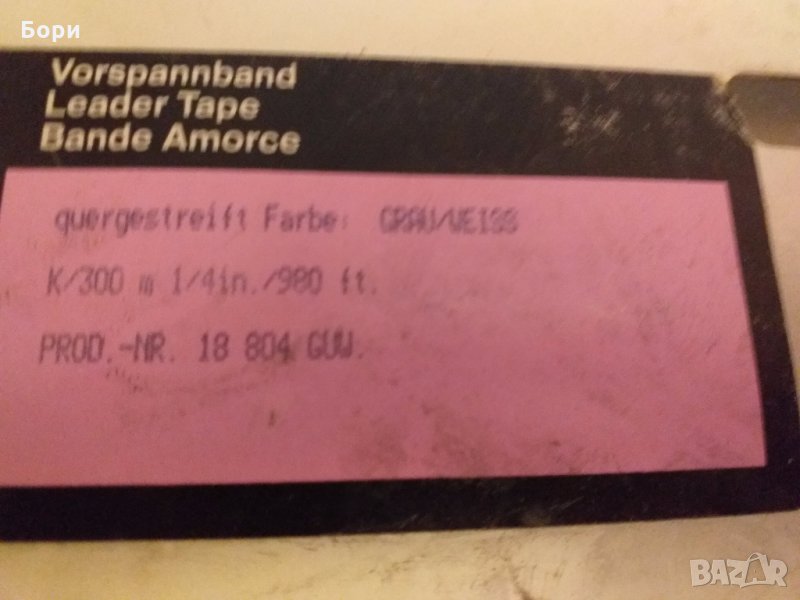 Бори
Vorspannband
Leader Tape
Bande Amorce
quergestreift Farbe: GRAU/WEISS
K/300 m 1/4in./980 ft.
PROD.-NR. 18 804 GUW.
BAZAR